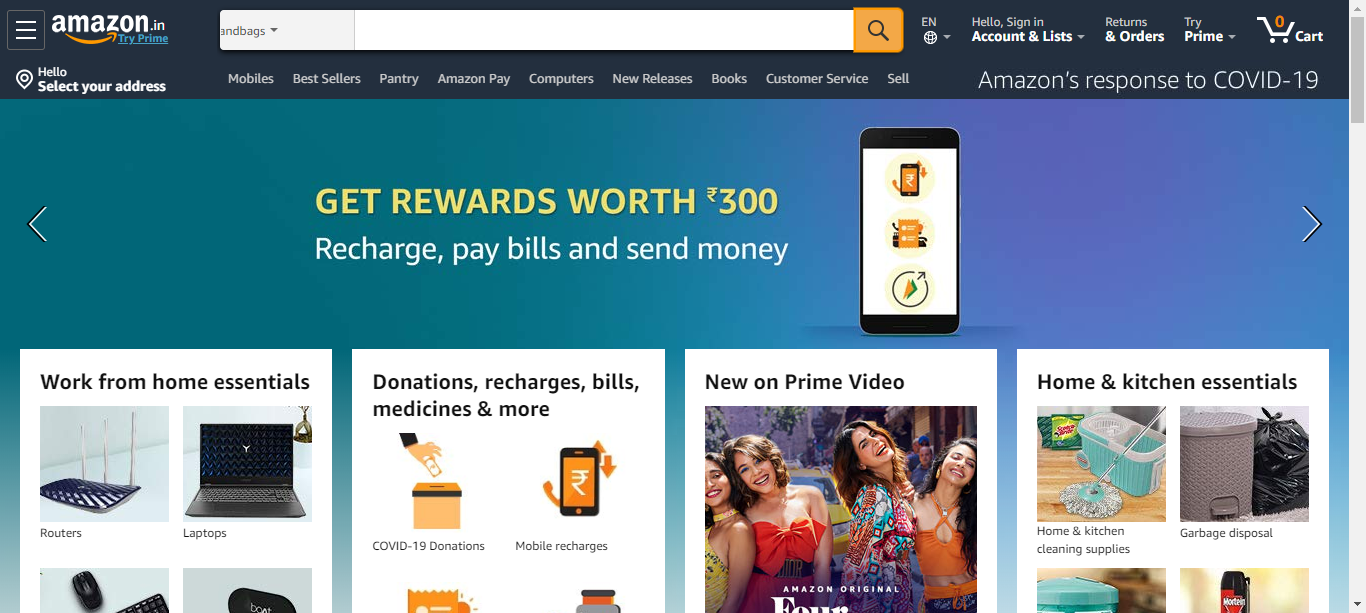 amazon.in
Try Prime
andbags
EN
Hello, Sign in
Account & Lists
Returns
& Orders
Try
Prime
0
Cart
Hello
Select your address
Mobiles Best Sellers Pantry Amazon Pay Computers New Releases Books Customer Service Sell
Amazon's response to COVID-19
GET REWARDS WORTH ₹300
Recharge, pay bills and send money
Work from home essentials
Routers
Laptops
boAt
Donations, recharges, bills,
medicines & more
₹
COVID-19 Donations
Mobile recharges
New on Prime Video
AMAZON ORIGINAL
Four
Home & kitchen essentials
Scotch
Brite
Home & kitchen
cleaning supplies
Garbage disposal
Mortein